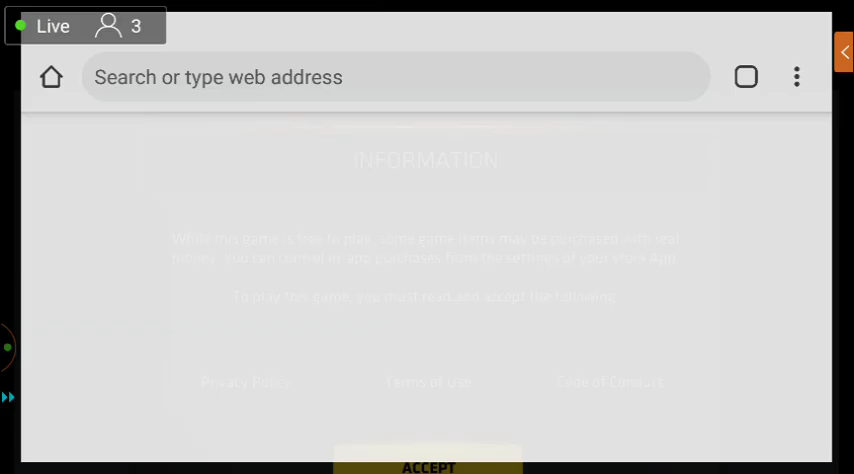 Live 3
Search or type web address
INFORMATION
While this game is free to play, some game items may be purchased with real
money. You can control in-app purchases from the settings of your store App.
To play this game, you must read and accept the following
Privacy Policy Terms of Use Code of Conduct
ACCEPT